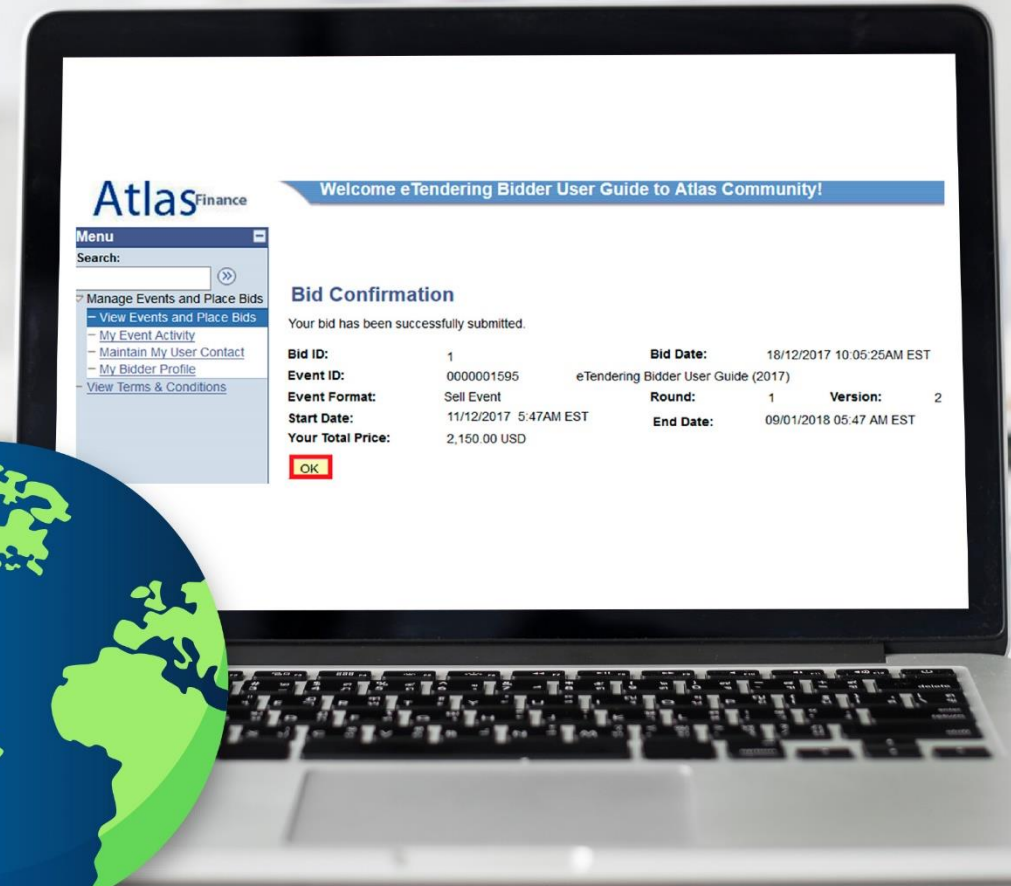 Atlas Finance
Welcome eTendering Bidder User Guide to Atlas Community!
Menu
Search:
Manage Events and Place Bids
View Events and Place Bids
My Event Activity
Maintain My User Contact
My Bidder Profile
View Terms & Conditions
Bid Confirmation
Your bid has been successfully submitted.
Bid ID: 1 Bid Date: 18/12/2017 10:05:25AM EST
Event ID: 0000001595 eTendering Bidder User Guide (2017)
Event Format: Sell Event Round: 1 Version: 2
Start Date: 11/12/2017 5:47AM EST End Date: 09/01/2018 05:47 AM EST
Your Total Price: 2,150.00 USD
OK